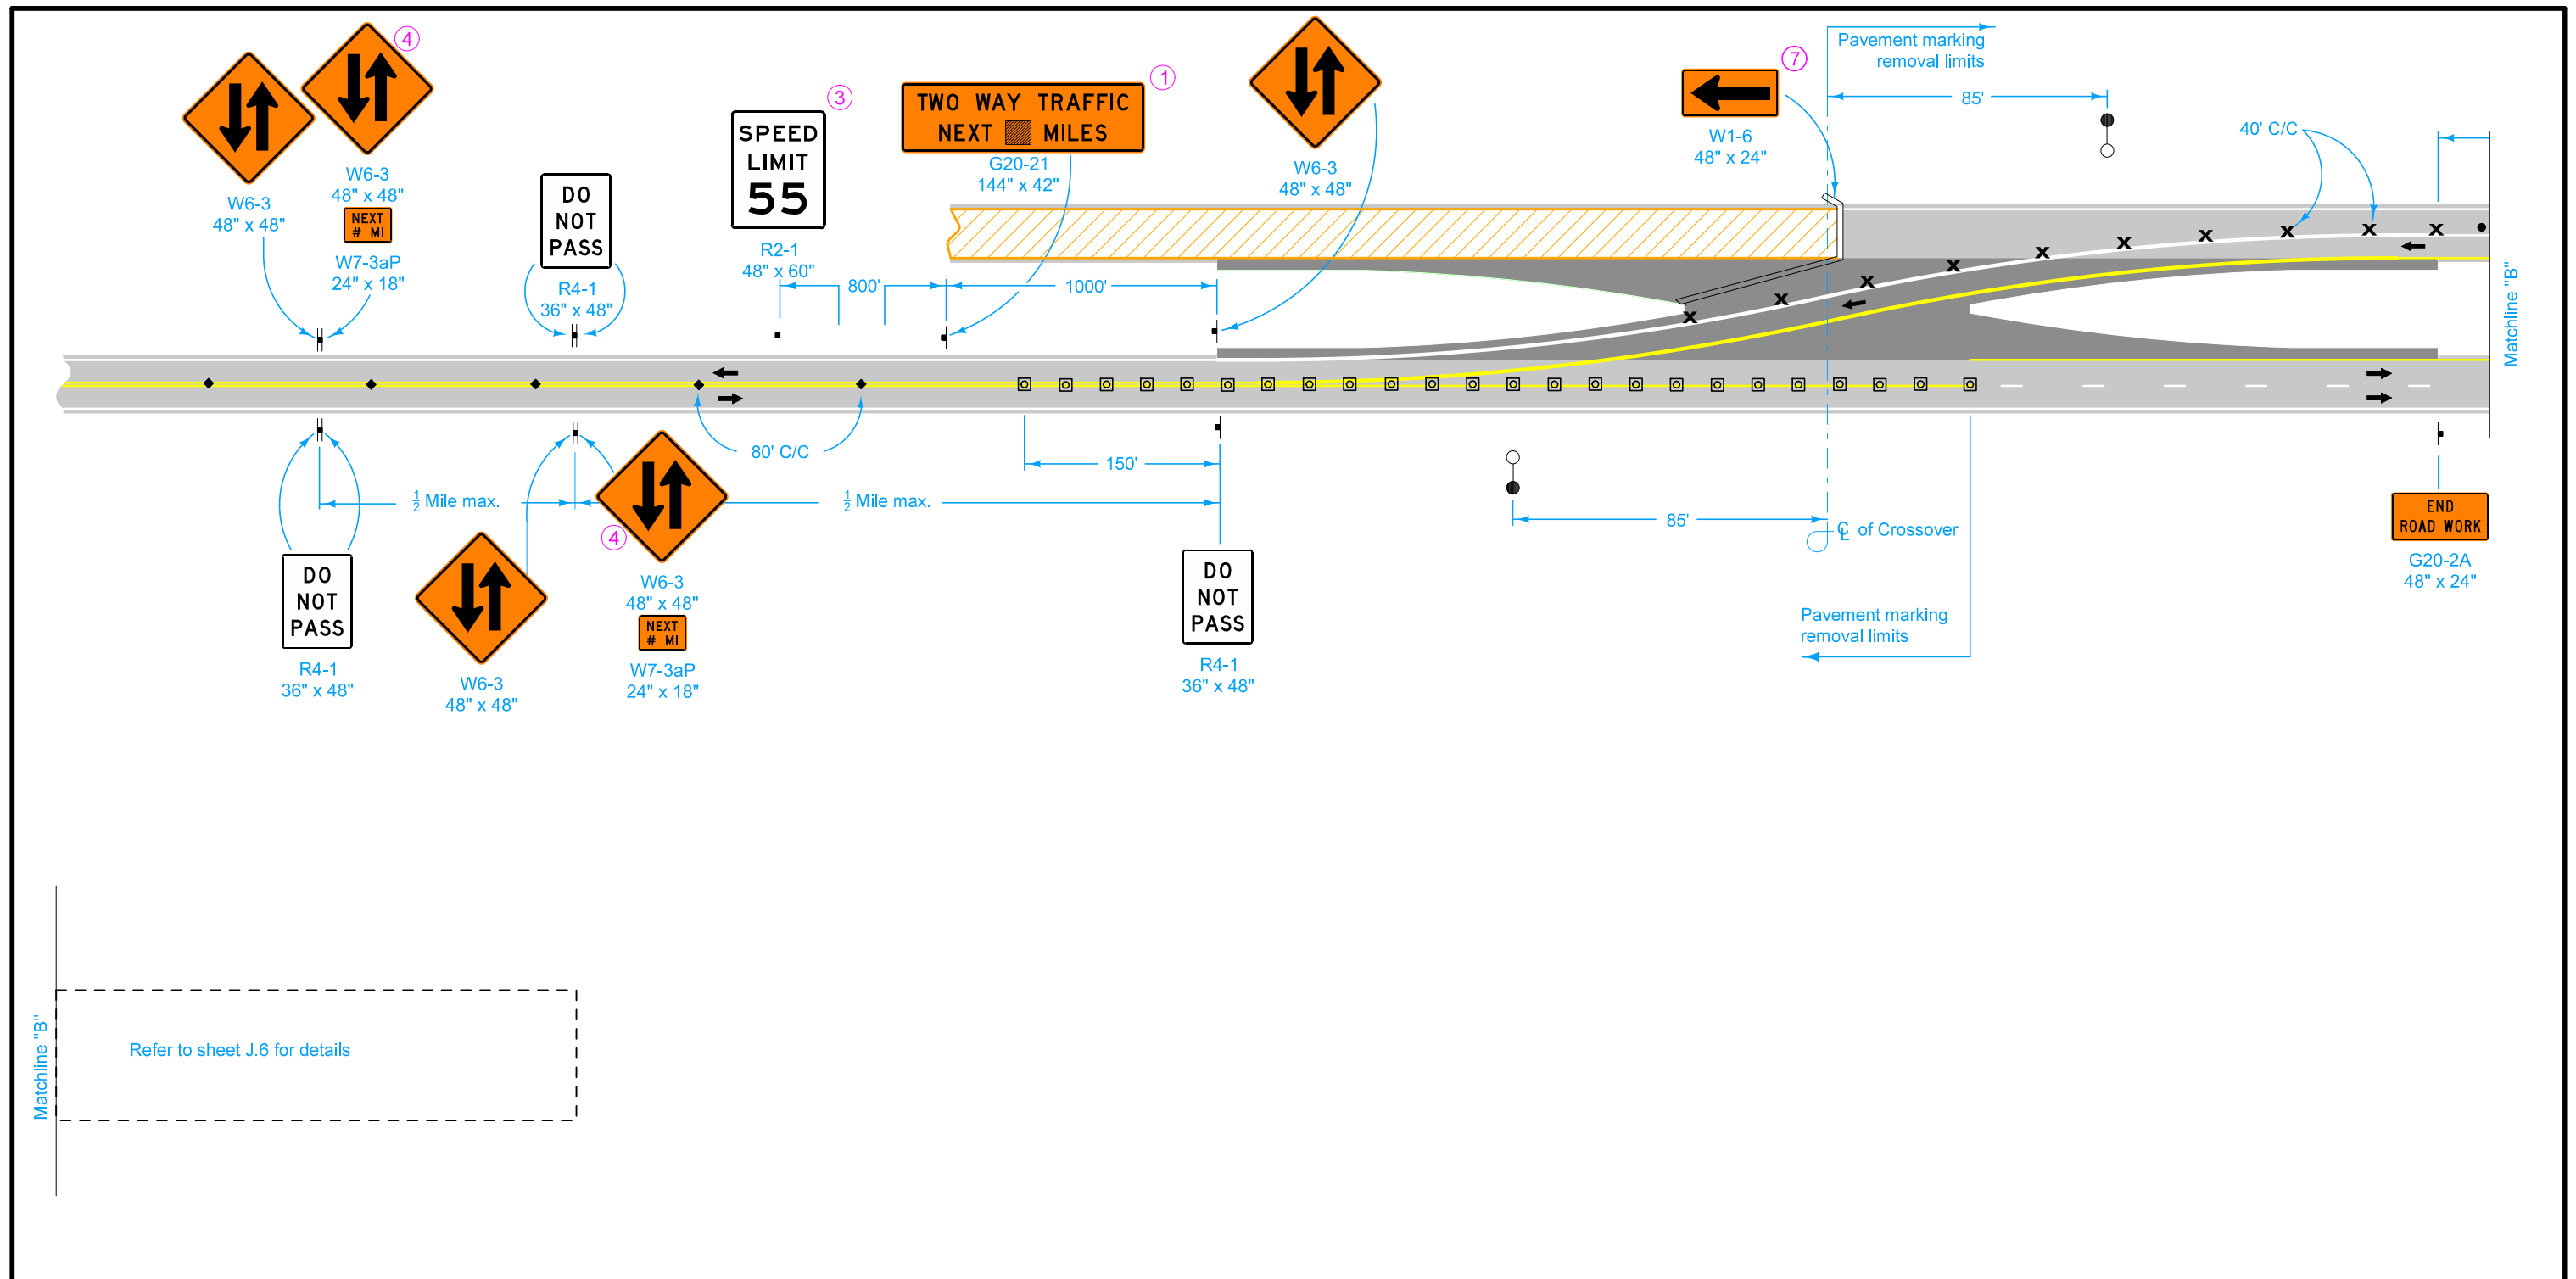 ④
W6-3
48" x 48"
W6-3
48" x 48"
NEXT
# MI
W7-3aP
24" x 18"
DO
NOT
PASS
R4-1
36" x 48"
③
SPEED
LIMIT
55
R2-1
48" x 60"
①
TWO WAY TRAFFIC
NEXT MILES
G20-21
144" x 42"
W6-3
48" x 48"
⑦
W1-6
48" x 24"
Pavement marking
removal limits
85'
40' C/C
800'
1000'
Matchline "B"
80' C/C
150'
½ Mile max.
½ Mile max.
85'
℄ of Crossover
DO
NOT
PASS
R4-1
36" x 48"
W6-3
48" x 48"
④
W6-3
48" x 48"
NEXT
# MI
W7-3aP
24" x 18"
DO
NOT
PASS
R4-1
36" x 48"
Pavement marking
removal limits
END
ROAD WORK
G20-2A
48" x 24"
Matchline "B"
Refer to sheet J.6 for details